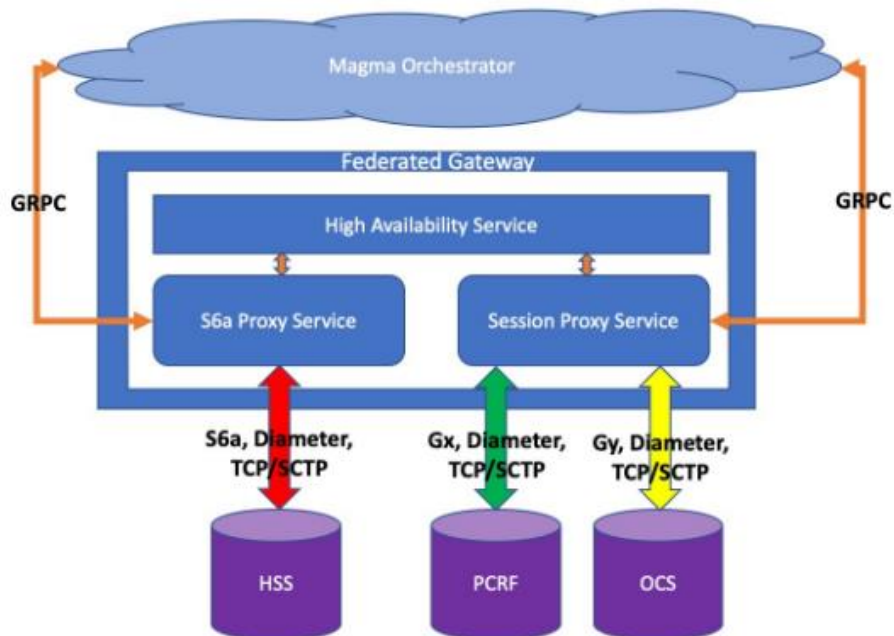 Magma Orchestrator
Federated Gateway
GRPC
GRPC
High Availability Service
S6a Proxy Service
Session Proxy Service
S6a, Diameter,
TCP/SCTP
Gx, Diameter,
TCP/SCTP
Gy, Diameter,
TCP/SCTP
HSS
PCRF
OCS